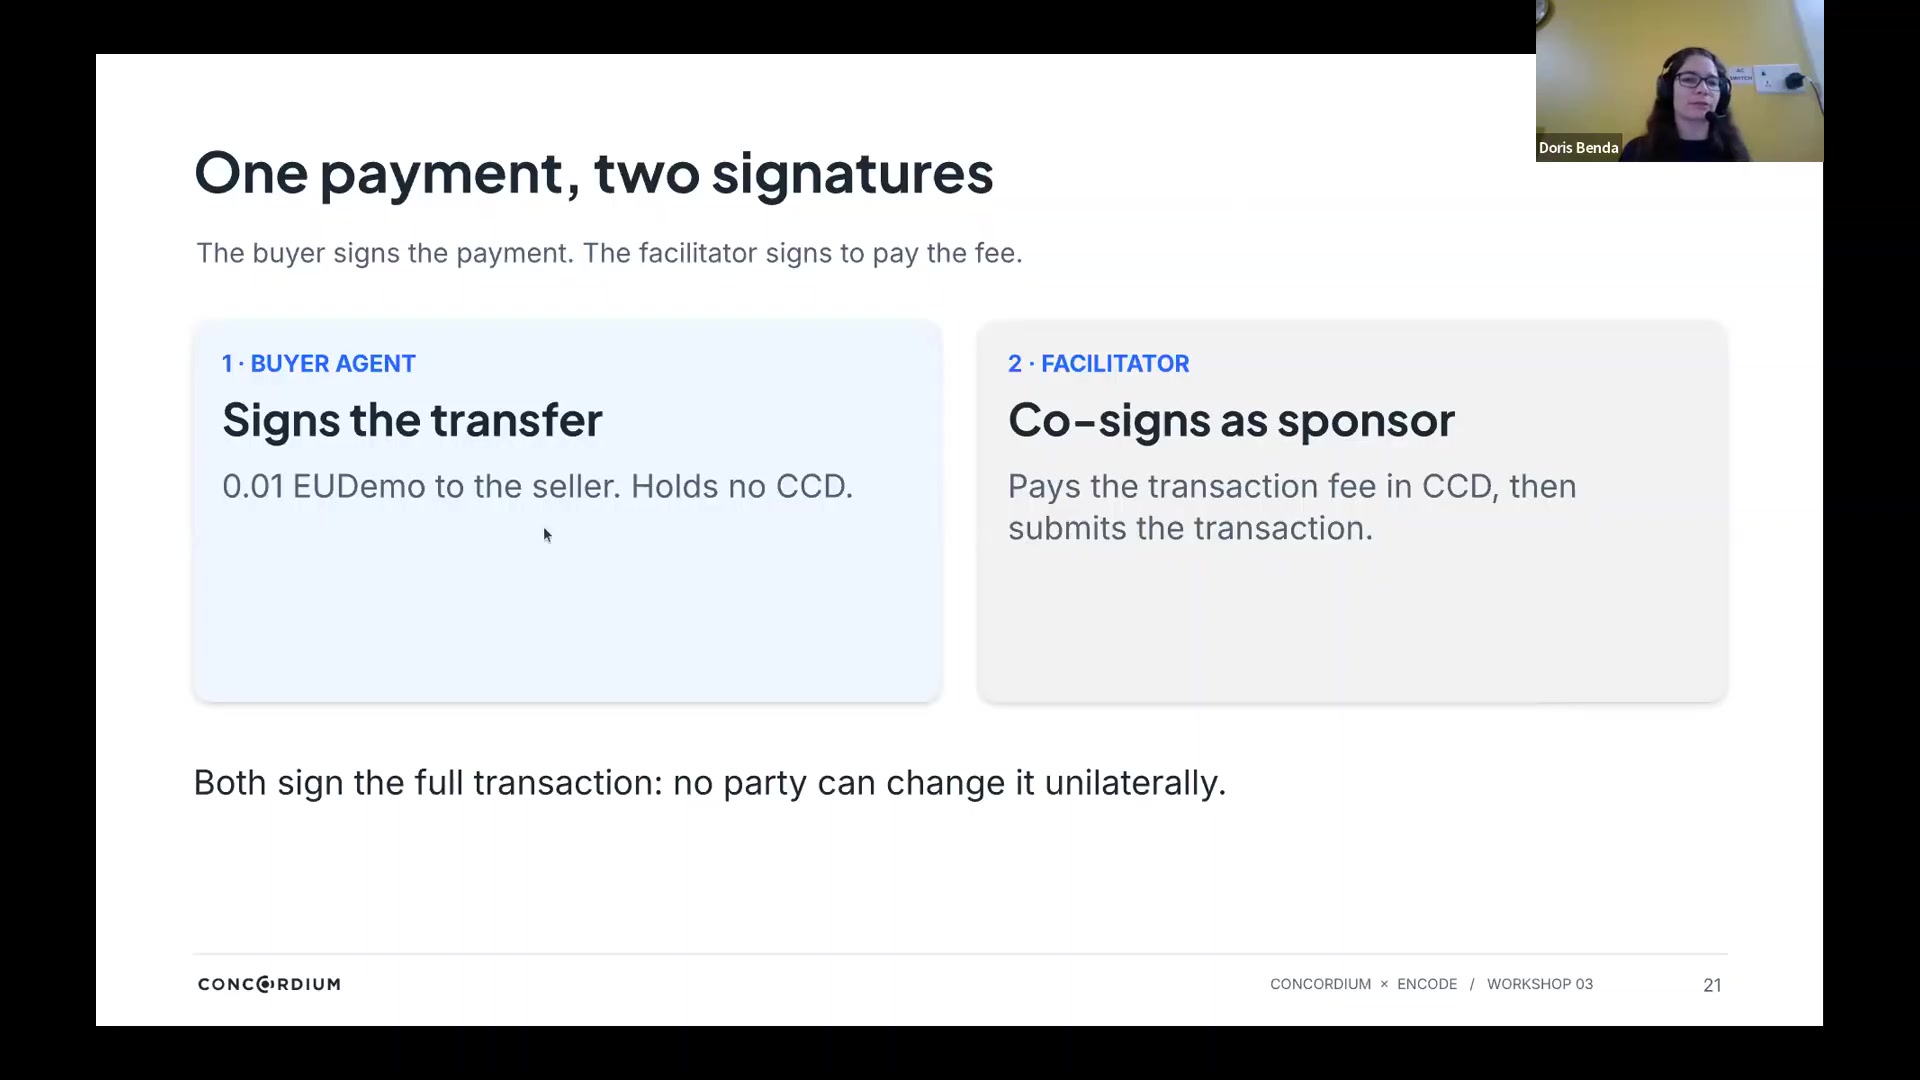 One payment, two signatures
The buyer signs the payment. The facilitator signs to pay the fee.
1 · BUYER AGENT
Signs the transfer
0.01 EUDemo to the seller. Holds no CCD.
2 · FACILITATOR
Co-signs as sponsor
Pays the transaction fee in CCD, then
submits the transaction.
Both sign the full transaction: no party can change it unilaterally.
CONCORDIUM
CONCORDIUM × ENCODE / WORKSHOP 03
21
AC
SWITCH
Doris Benda